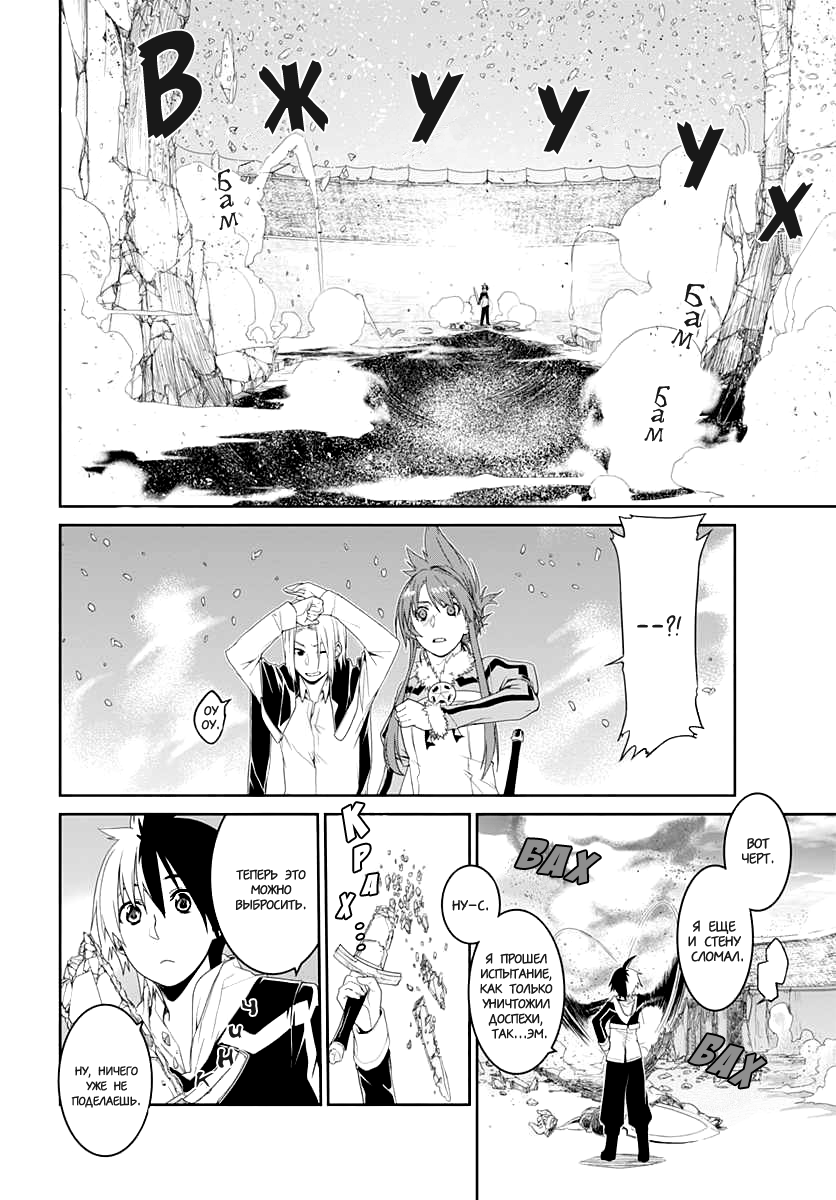 ВЖУУУХ
БАМ
БАМ
БАМ
--?!
ОУ
ОУ.
ВОТ
ЧЕРТ.
Я ЕЩЕ
И СТЕНУ
СЛОМАЛ.
БАХ
БАХ
НУ-С.
Я ПРОШЕЛ
ИСПЫТАНИЕ,
КАК ТОЛЬКО
УНИЧТОЖИЛ
ДОСПЕХИ,
ТАК...ЭМ.
КРАХ...
ТЕПЕРЬ ЭТО
МОЖНО
ВЫБРОСИТЬ.
ЧИНК
НУ, НИЧЕГО
УЖЕ НЕ
ПОДЕЛАЕШЬ.